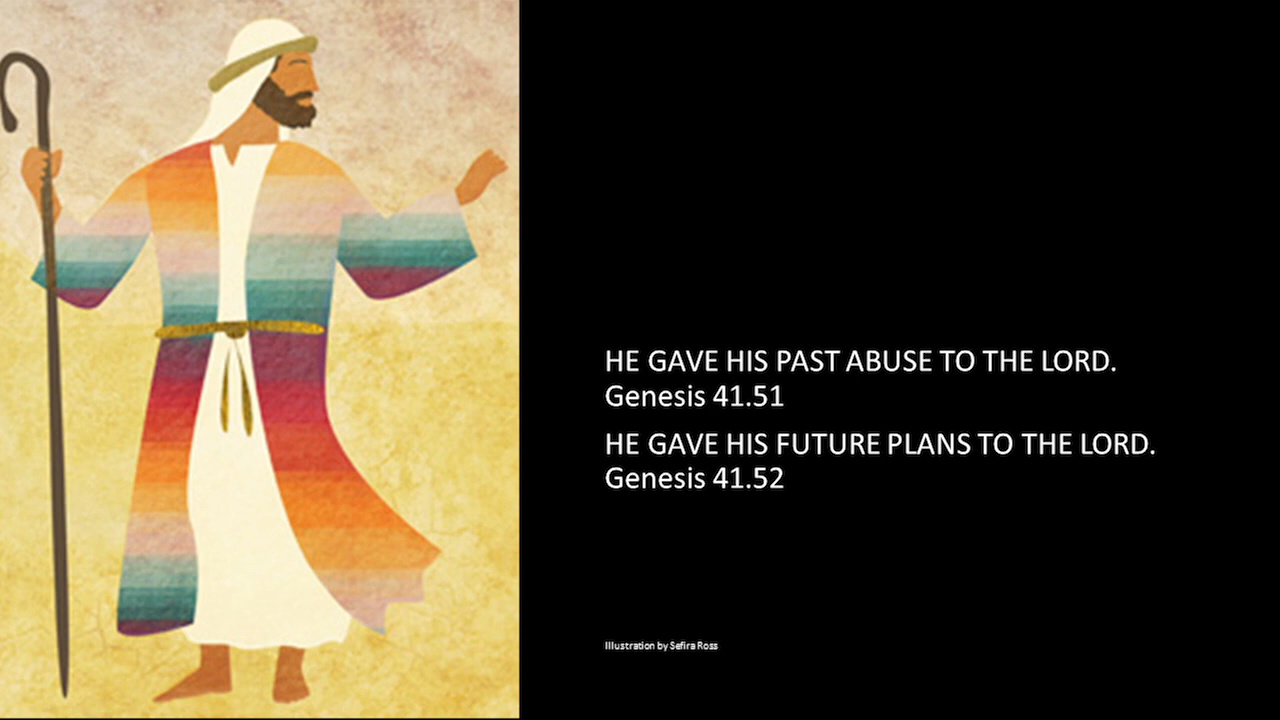 HE GAVE HIS PAST ABUSE TO THE LORD.
Genesis 41.51
HE GAVE HIS FUTURE PLANS TO THE LORD.
Genesis 41.52
Illustration by Sefira Ross